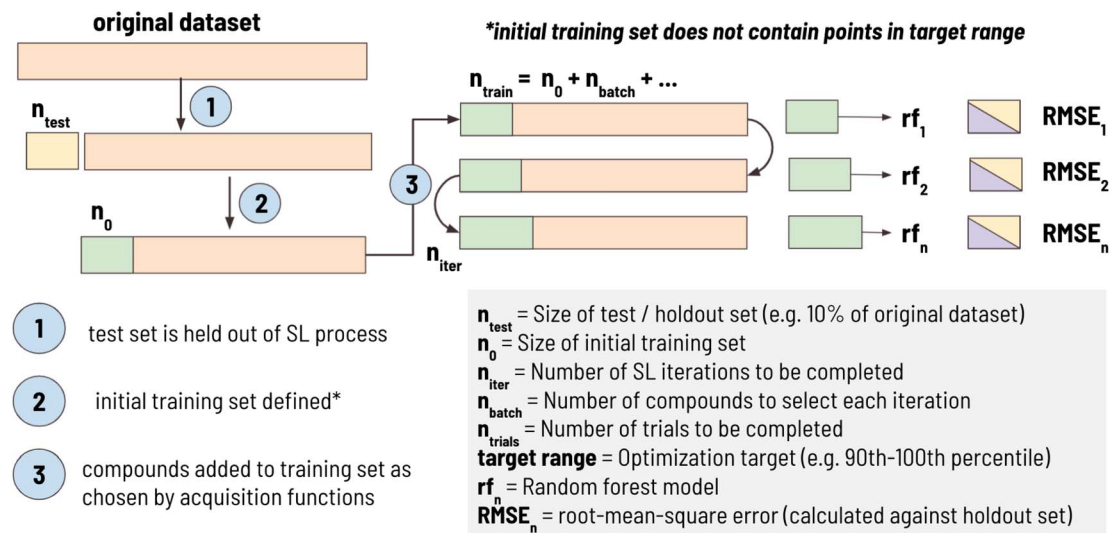 original dataset
*initial training set does not contain points in target range
n_train = n_0 + n_batch + ...
1
n_test
rf_1
RMSE_1
3
rf_2
RMSE_2
2
n_0
n_iter
rf_n
RMSE_n
1
test set is held out of SL process
2
initial training set defined*
3
compounds added to training set as
chosen by acquisition functions
n_test = Size of test / holdout set (e.g. 10% of original dataset)
n_0 = Size of initial training set
n_iter = Number of SL iterations to be completed
n_batch = Number of compounds to select each iteration
n_trials = Number of trials to be completed
target range = Optimization target (e.g. 90th-100th percentile)
rf_n = Random forest model
RMSE_n = root-mean-square error (calculated against holdout set)